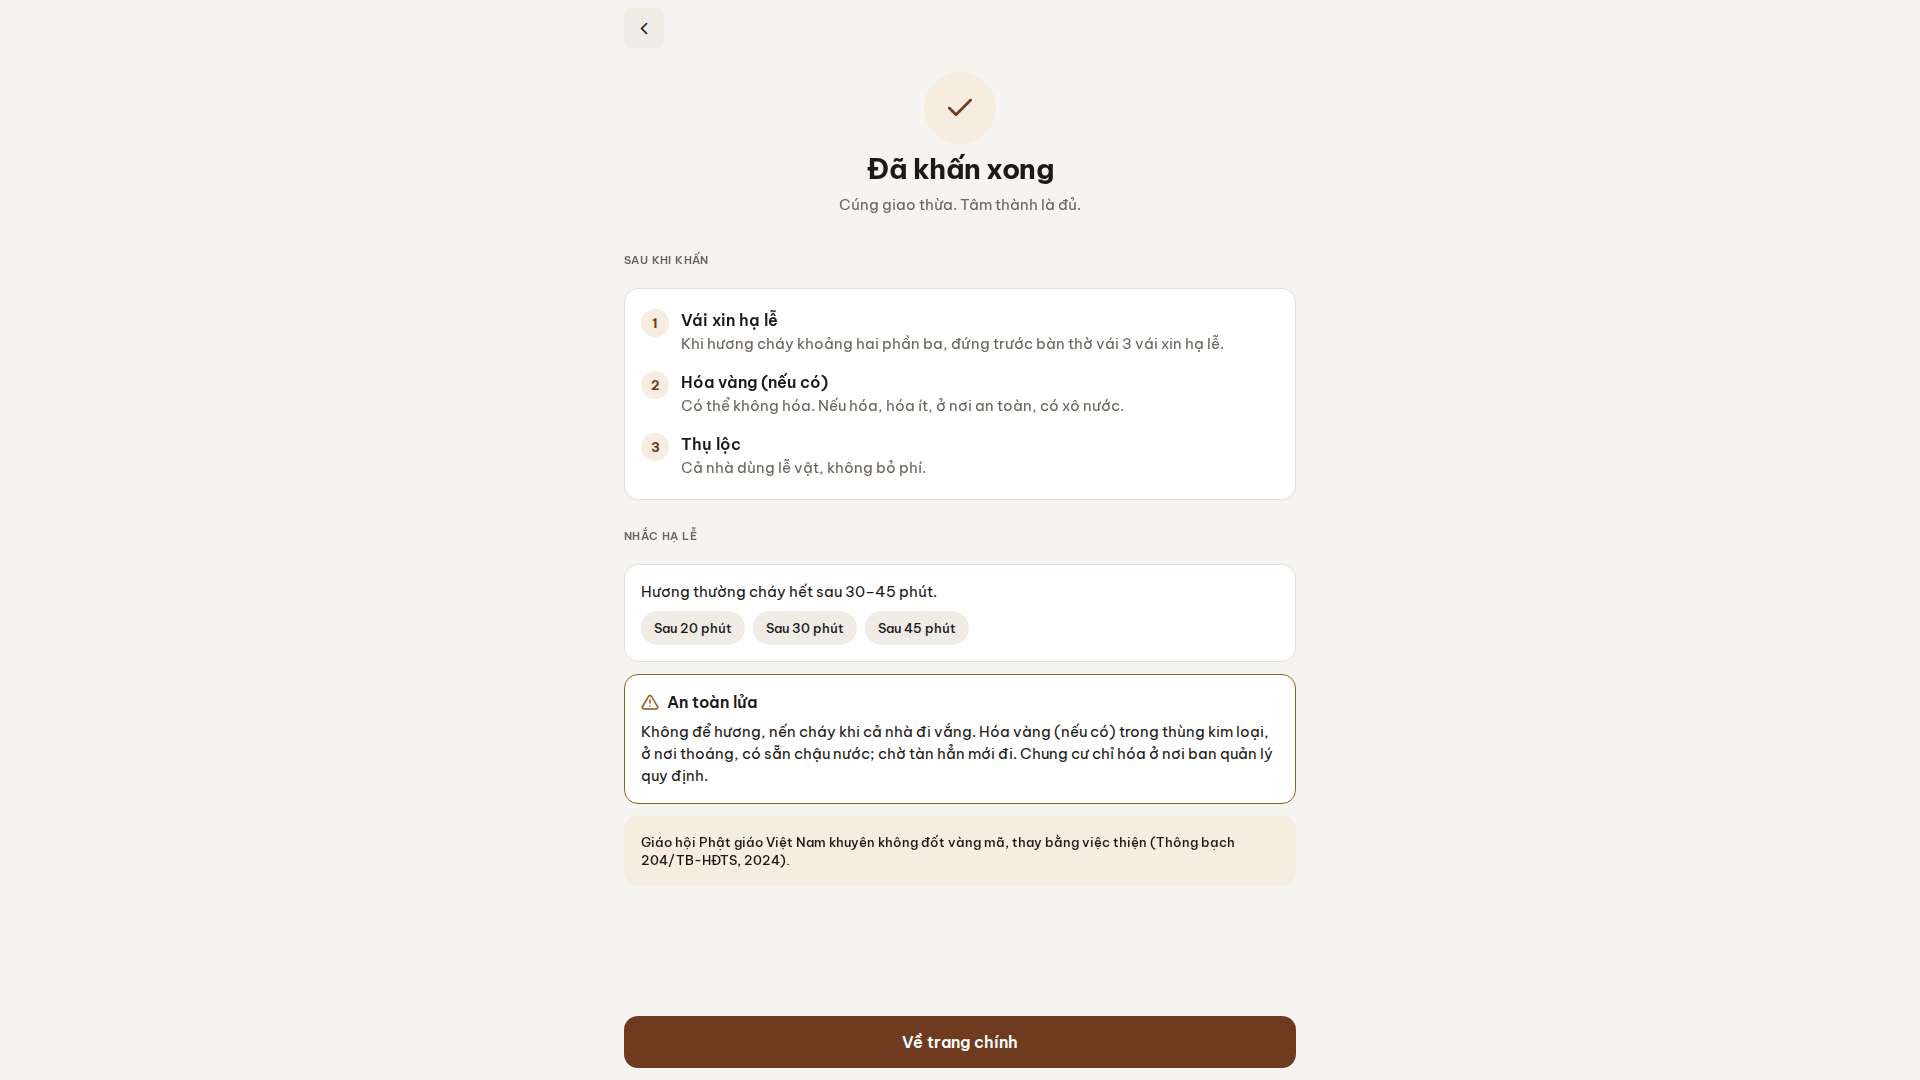 Đã khấn xong
Cúng giao thừa. Tâm thành là đủ.
SAU KHI KHẤN
1
Vái xin hạ lễ
Khi hương cháy khoảng hai phần ba, đứng trước bàn thờ vái 3 vái xin hạ lễ.
2
Hóa vàng (nếu có)
Có thể không hóa. Nếu hóa, hóa ít, ở nơi an toàn, có xô nước.
3
Thụ lộc
Cả nhà dùng lễ vật, không bỏ phí.
NHẮC HẠ LỄ
Hương thường cháy hết sau 30–45 phút.
Sau 20 phút
Sau 30 phút
Sau 45 phút
An toàn lửa
Không để hương, nến cháy khi cả nhà đi vắng. Hóa vàng (nếu có) trong thùng kim loại,
ở nơi thoáng, có sẵn chậu nước; chờ tàn hẳn mới đi. Chung cư chỉ hóa ở nơi ban quản lý
quy định.
Giáo hội Phật giáo Việt Nam khuyên không đốt vàng mã, thay bằng việc thiện (Thông bạch
204/TB-HĐTS, 2024).
Về trang chính